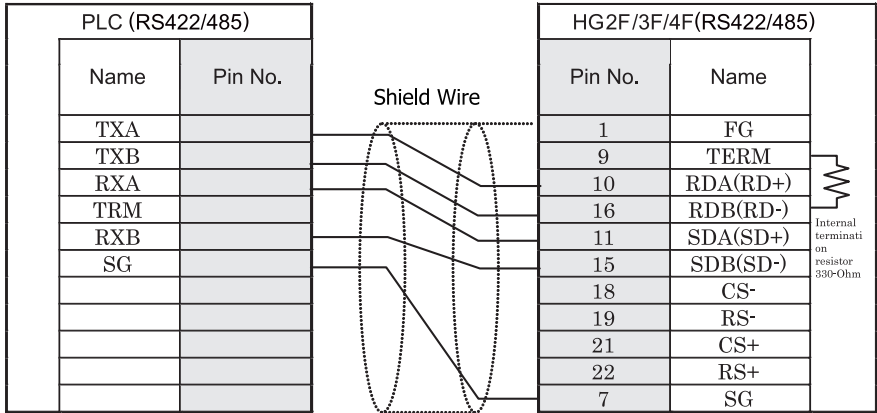 PLC (RS422/485)
HG2F/3F/4F(RS422/485)
Name Pin No.
Pin No. Name
Shield Wire
TXA
TXB
RXA
TRM
RXB
SG
1 FG
9 TERM
10 RDA(RD+)
16 RDB(RD-)
11 SDA(SD+)
15 SDB(SD-)
18 CS-
19 RS-
21 CS+
22 RS+
7 SG
Internal
terminati
on
resistor
330-Ohm